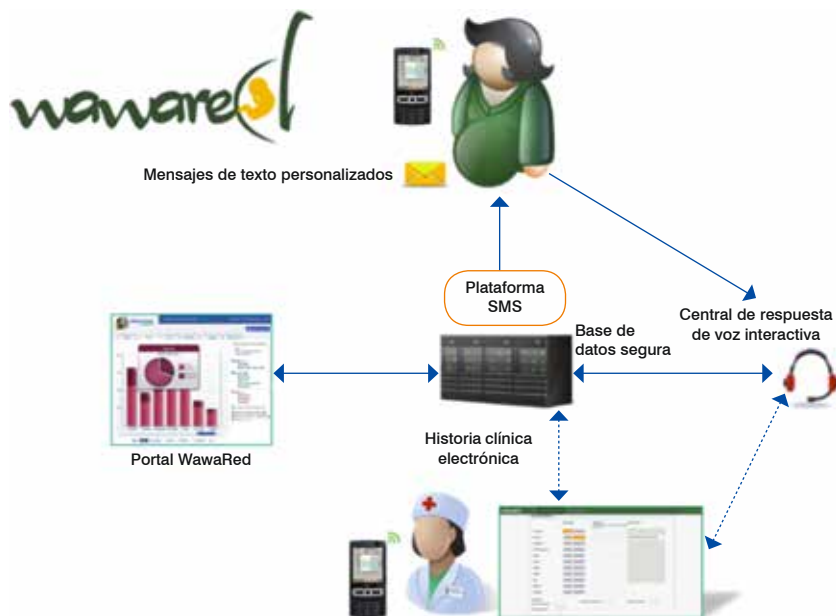 wawared
Mensajes de texto personalizados
Plataforma
SMS
Base de
datos segura
Central de respuesta
de voz interactiva
Portal WawaRed
Historia clínica
electrónica